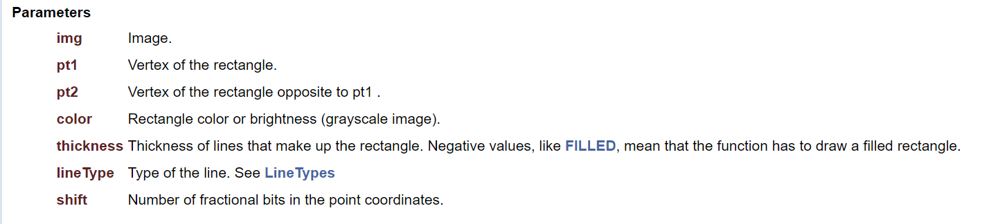 Parameters
img Image.
pt1 Vertex of the rectangle.
pt2 Vertex of the rectangle opposite to pt1 .
color Rectangle color or brightness (grayscale image).
thickness Thickness of lines that make up the rectangle. Negative values, like FILLED, mean that the function has to draw a filled rectangle.
lineType Type of the line. See LineTypes
shift Number of fractional bits in the point coordinates.